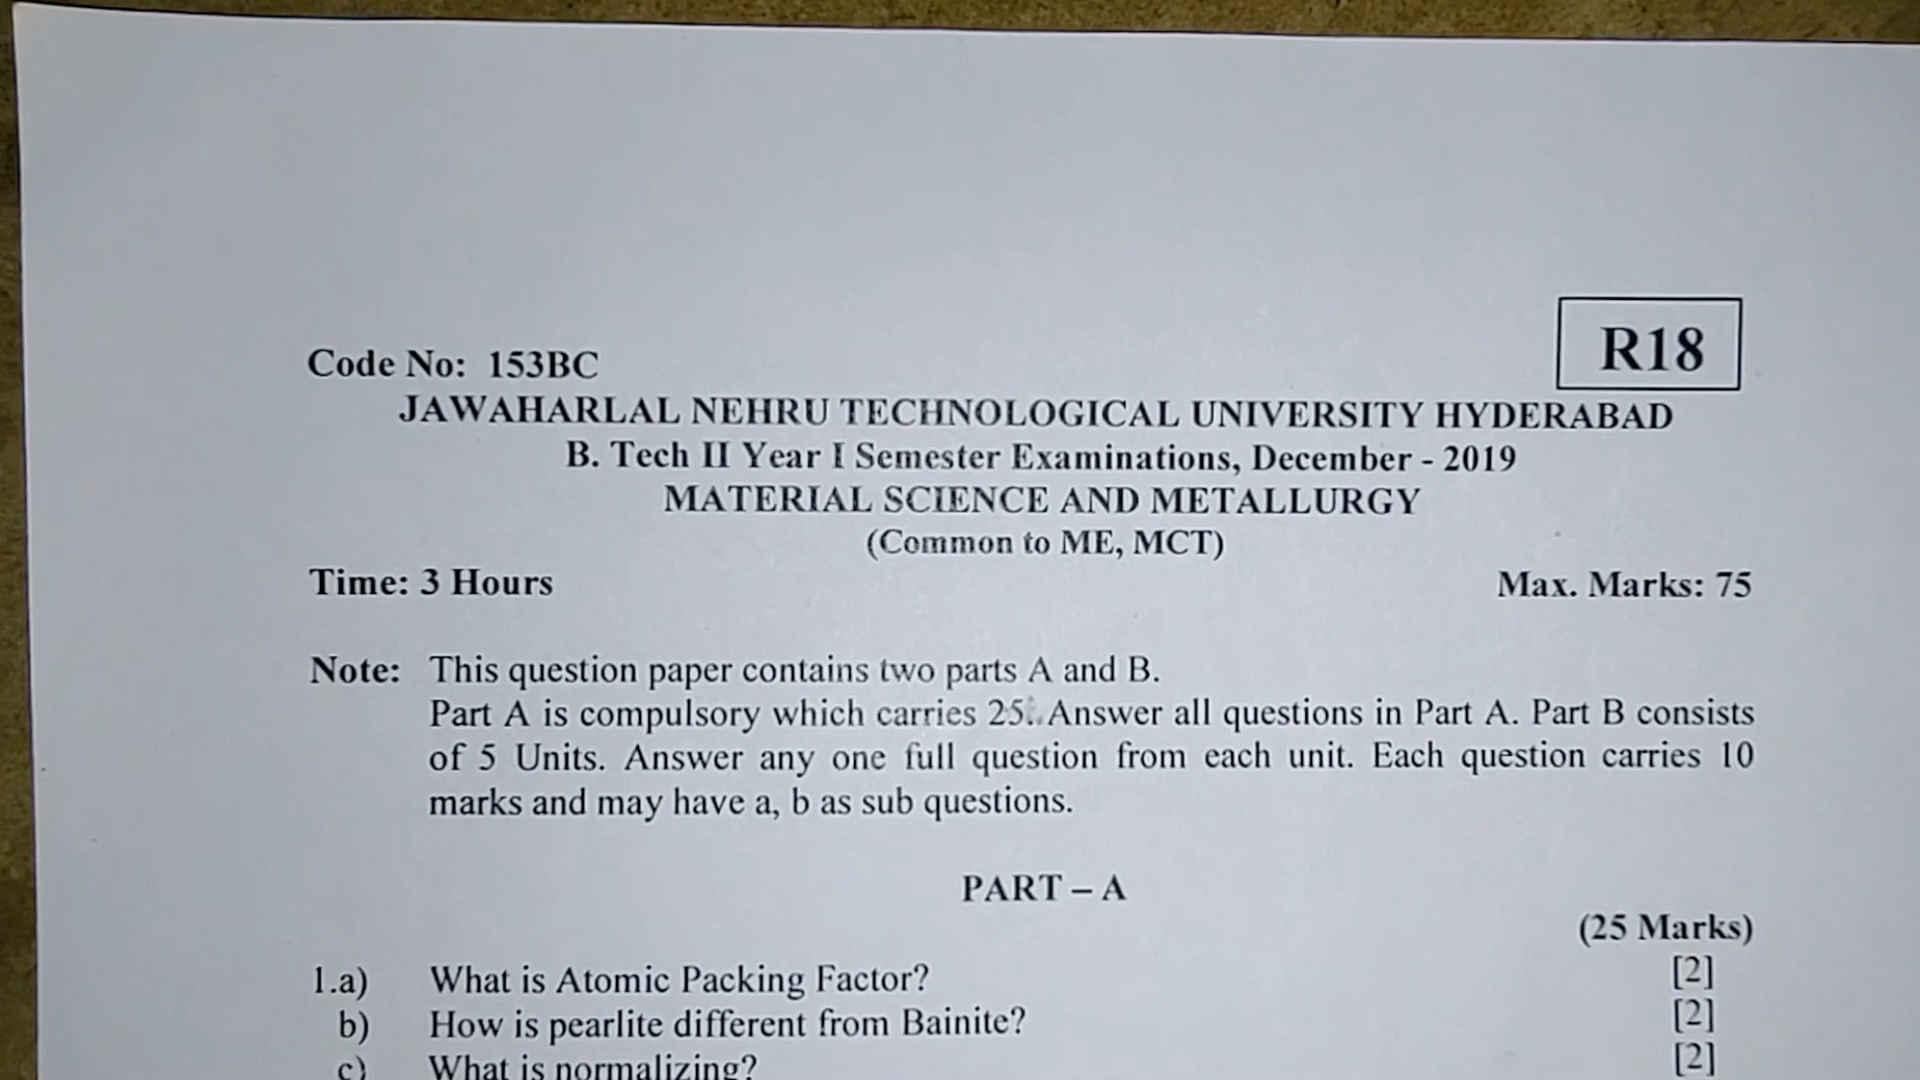 R18
Code No: 153BC
JAWAHARLAL NEHRU TECHNOLOGICAL UNIVERSITY HYDERABAD
B. Tech II Year I Semester Examinations, December - 2019
MATERIAL SCIENCE AND METALLURGY
(Common to ME, MCT)
Time: 3 Hours Max. Marks: 75
Note: This question paper contains two parts A and B.
Part A is compulsory which carries 25. Answer all questions in Part A. Part B consists
of 5 Units. Answer any one full question from each unit. Each question carries 10
marks and may have a, b as sub questions.
PART – A
(25 Marks)
1.a) What is Atomic Packing Factor? [2]
b) How is pearlite different from Bainite? [2]
c) What is normalizing? [2]